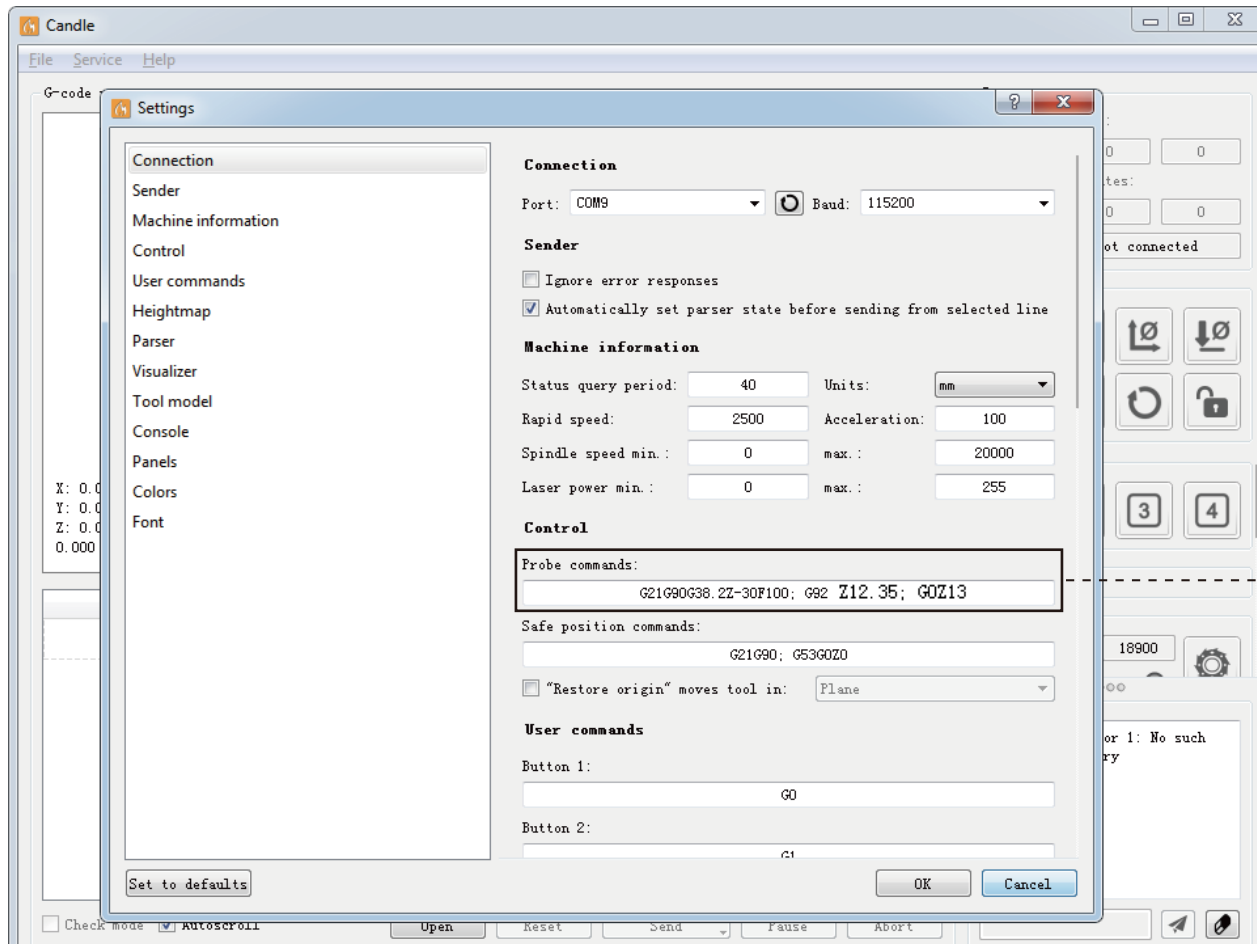 Candle
File Service Help
G-code
Settings
Connection
Sender
Machine information
Control
User commands
Heightmap
Parser
Visualizer
Tool model
Console
Panels
Colors
Font
Connection
Port: COM9 Baud: 115200
Sender
Ignore error responses
Automatically set parser state before sending from selected line
Machine information
Status query period: 40 Units: mm
Rapid speed: 2500 Acceleration: 100
Spindle speed min.: 0 max.: 20000
Laser power min.: 0 max.: 255
Control
Probe commands:
G21G90G38.2Z-30F100; G92 Z12.35; G0Z13
Safe position commands:
G21G90; G53G0Z0
"Restore origin" moves tool in: Plane
User commands
Button 1:
G0
Button 2:
G1
Set to defaults OK Cancel
0 0
tes:
0 0
ot connected
3 4
18900
or 1: No such
ry
X: 0.0
Y: 0.0
Z: 0.0
0.000
Check mode Autoscroll Open Reset Send Pause Abort